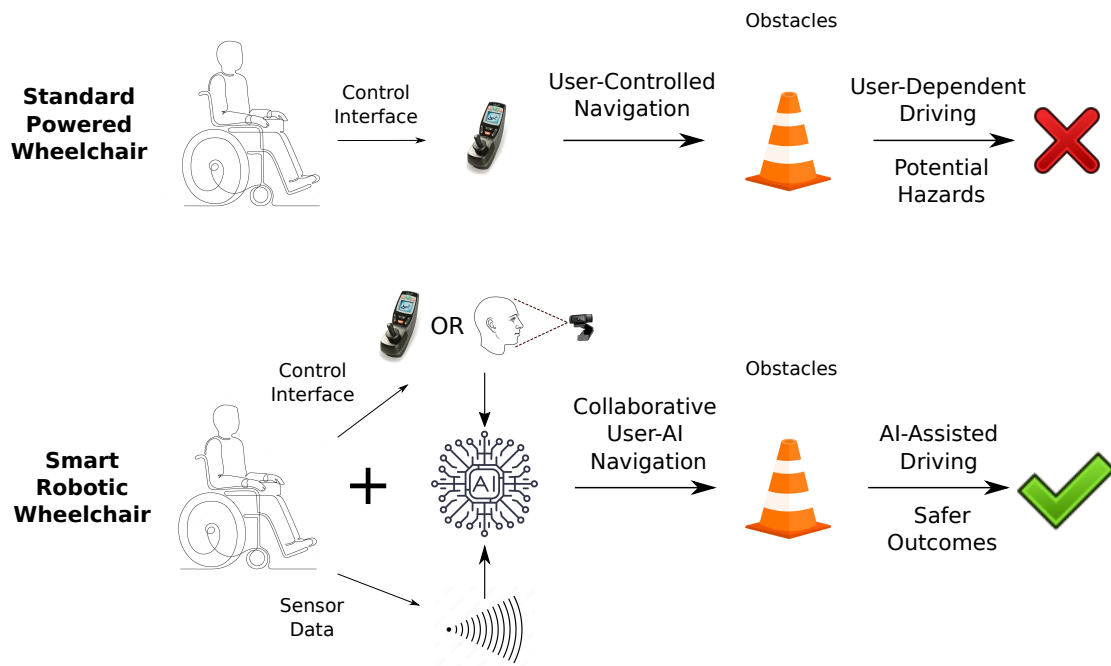 Obstacles
Standard
Powered
Wheelchair
Control
Interface
User-Controlled
Navigation
User-Dependent
Driving
Potential
Hazards
OR
Control
Interface
Obstacles
Smart
Robotic
Wheelchair
+
AI
Collaborative
User-AI
Navigation
AI-Assisted
Driving
Safer
Outcomes
Sensor
Data